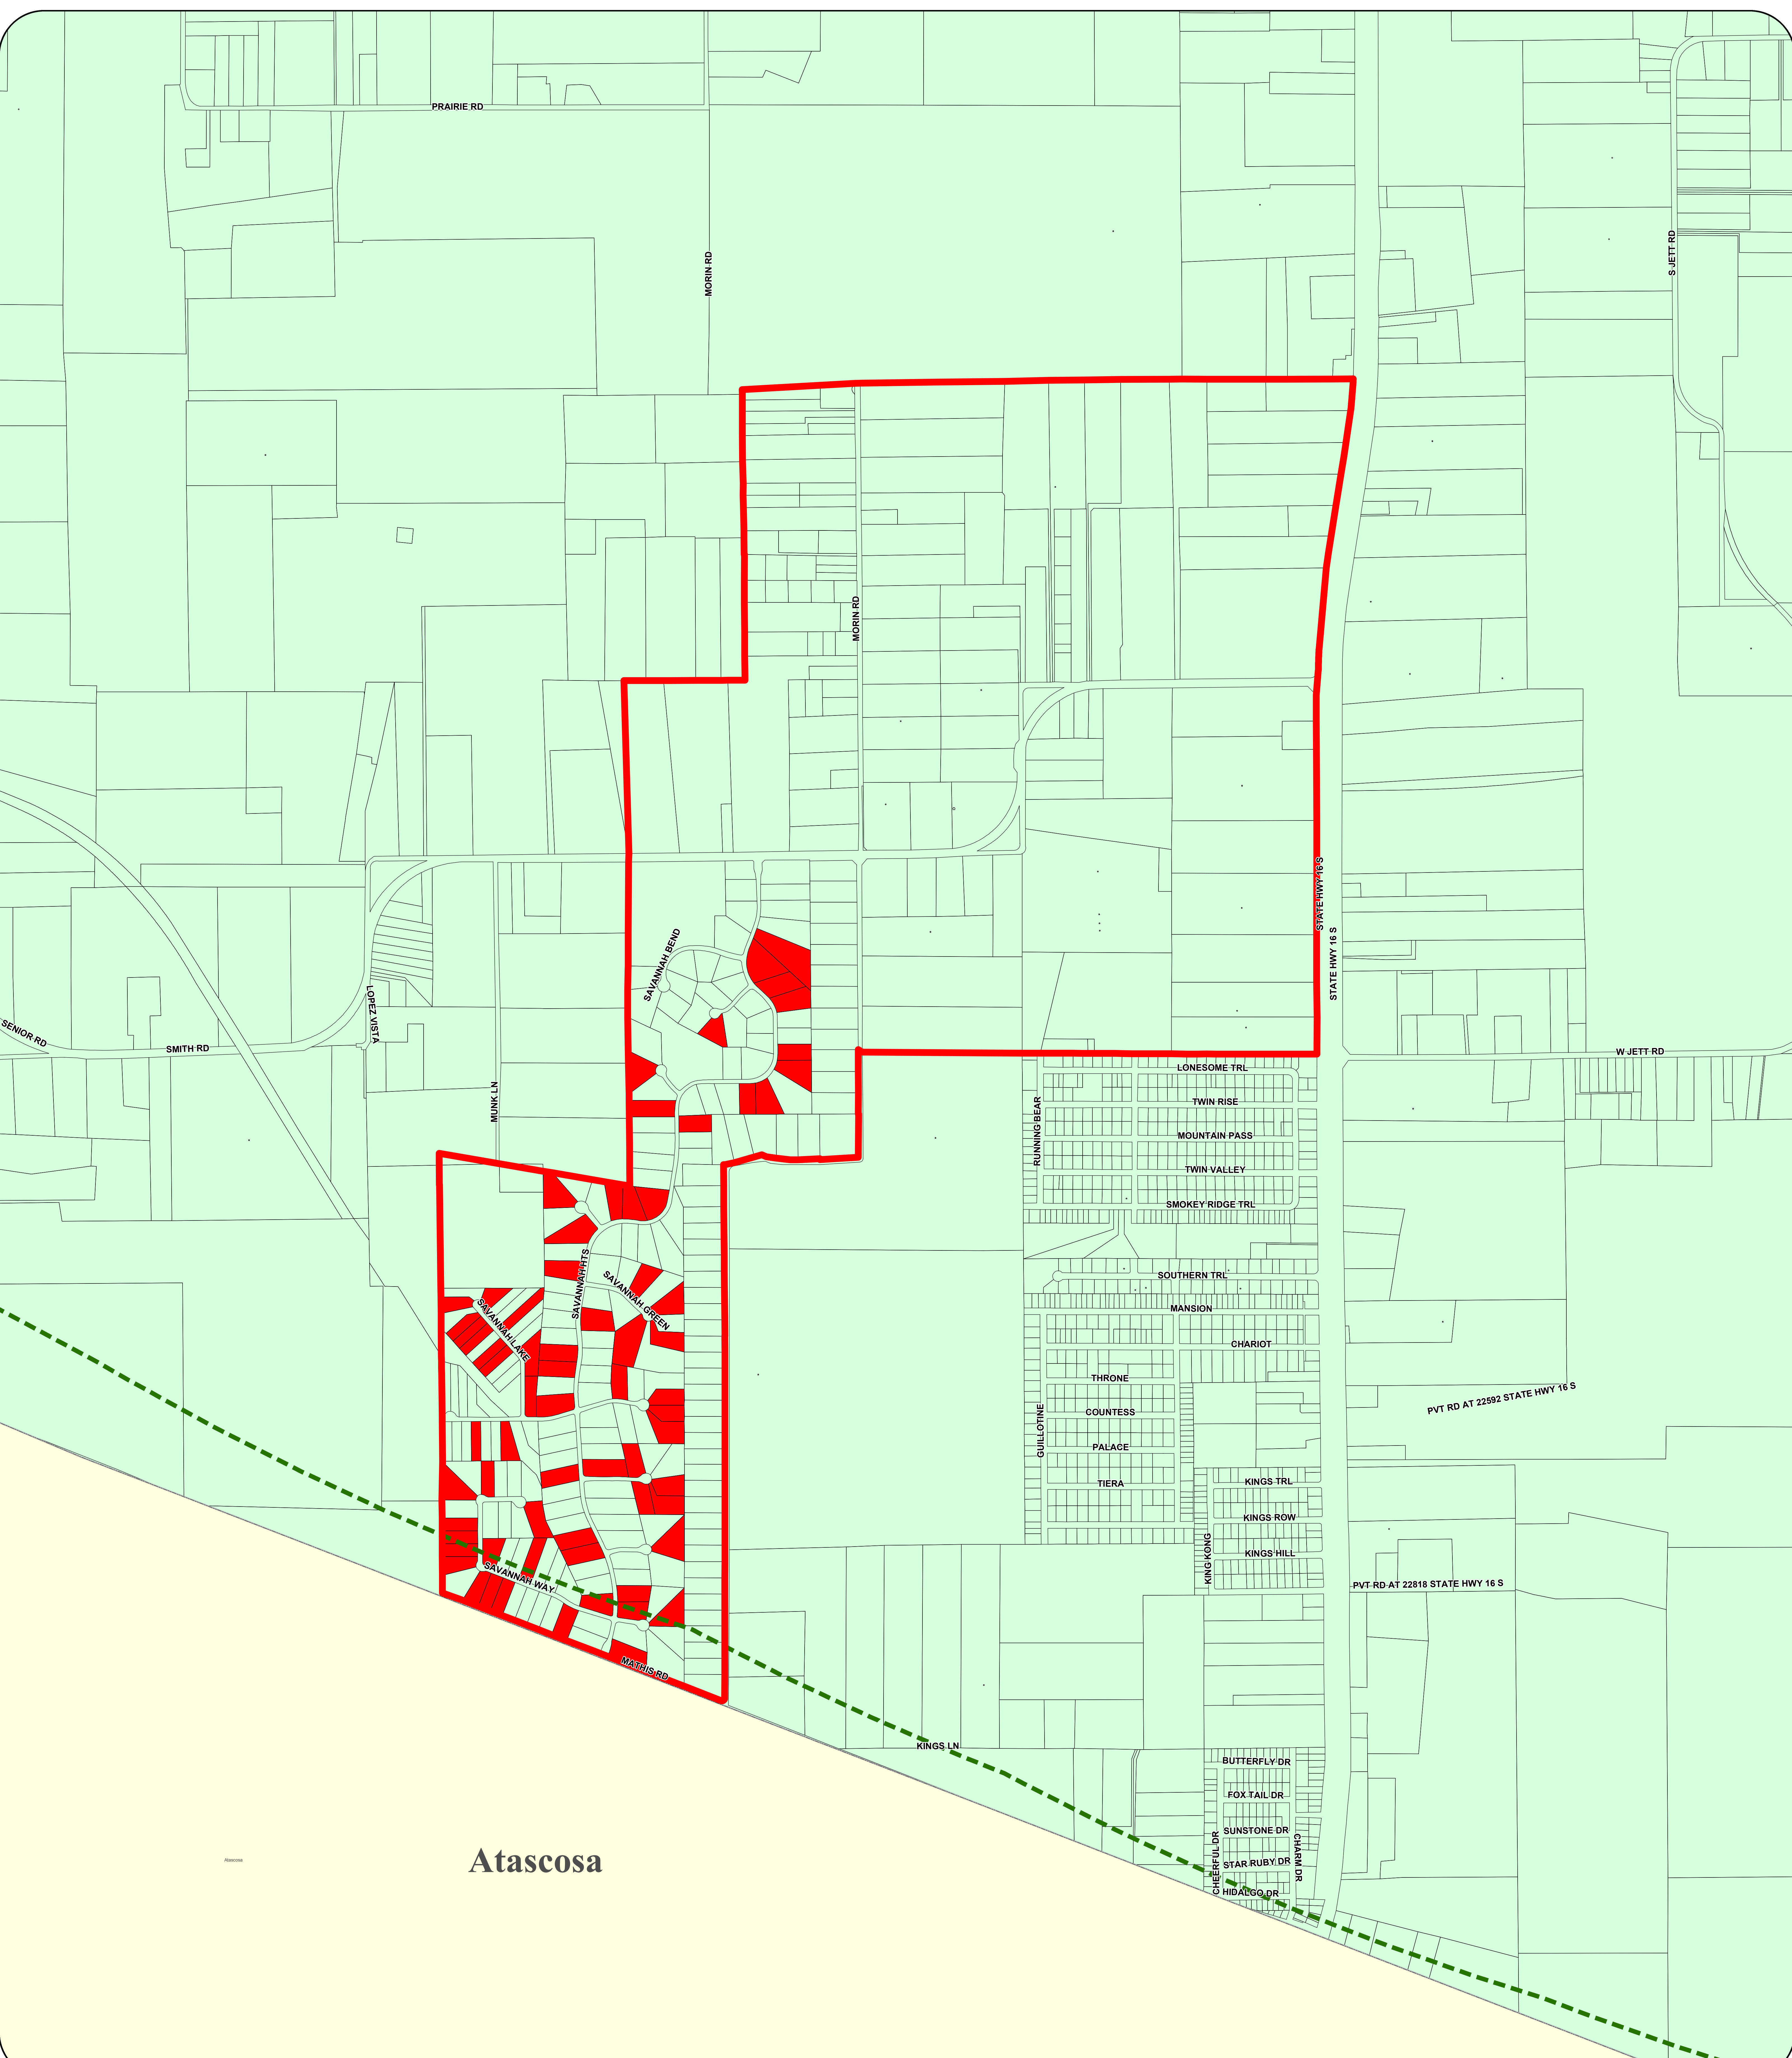 PRAIRIE RD
MORIN RD
S JETT RD
MORIN RD
STATE HWY 16 S
STATE HWY 16 S
SAVANNAH BEND
LOPEZ VISTA
SENIOR RD
SMITH RD
W JETT RD
MUNK LN
LONESOME TRL
RUNNING BEAR
TWIN RISE
MOUNTAIN PASS
TWIN VALLEY
SMOKEY RIDGE TRL
SAVANNAH HTS
SAVANNAH GREEN
SOUTHERN TRL
MANSION
SAVANNAH LAKE
CHARIOT
THRONE
PVT RD AT 22592 STATE HWY 16 S
COUNTESS
GUILLOTINE
PALACE
TIERA
KINGS TRL
KINGS ROW
KING KONG
KINGS HILL
SAVANNAH WAY
PVT RD AT 22818 STATE HWY 16 S
MATHIS RD
KINGS LN
BUTTERFLY DR
FOX TAIL DR
SUNSTONE DR
CHEERFUL DR
CHARM DR
STAR RUBY DR
HIDALGO DR
Atascosa
Atascosa